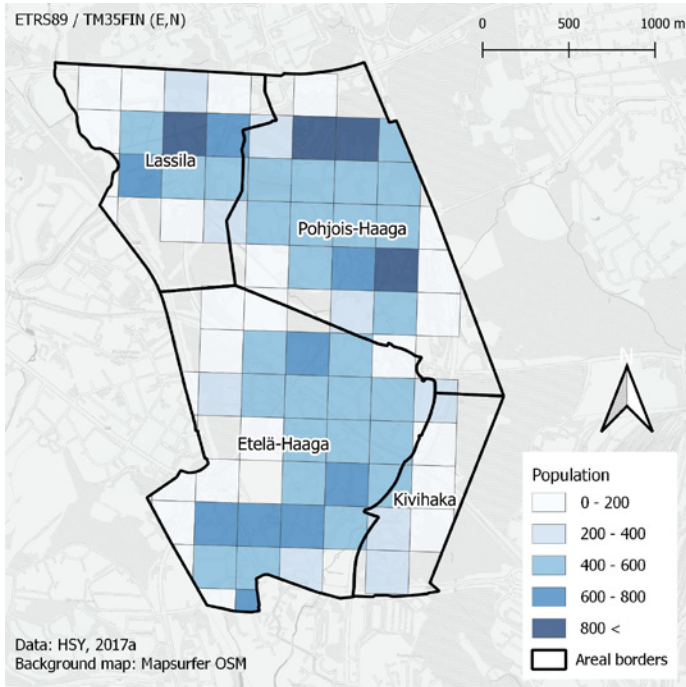 ETRS89 / TM35FIN (E,N)
0 500 1000 m
Lassila
Pohjois-Haaga
N
Etelä-Haaga
Kivihaka
Population
0 - 200
200 - 400
400 - 600
600 - 800
800 <
Areal borders
Data: HSY, 2017a
Background map: Mapsurfer OSM